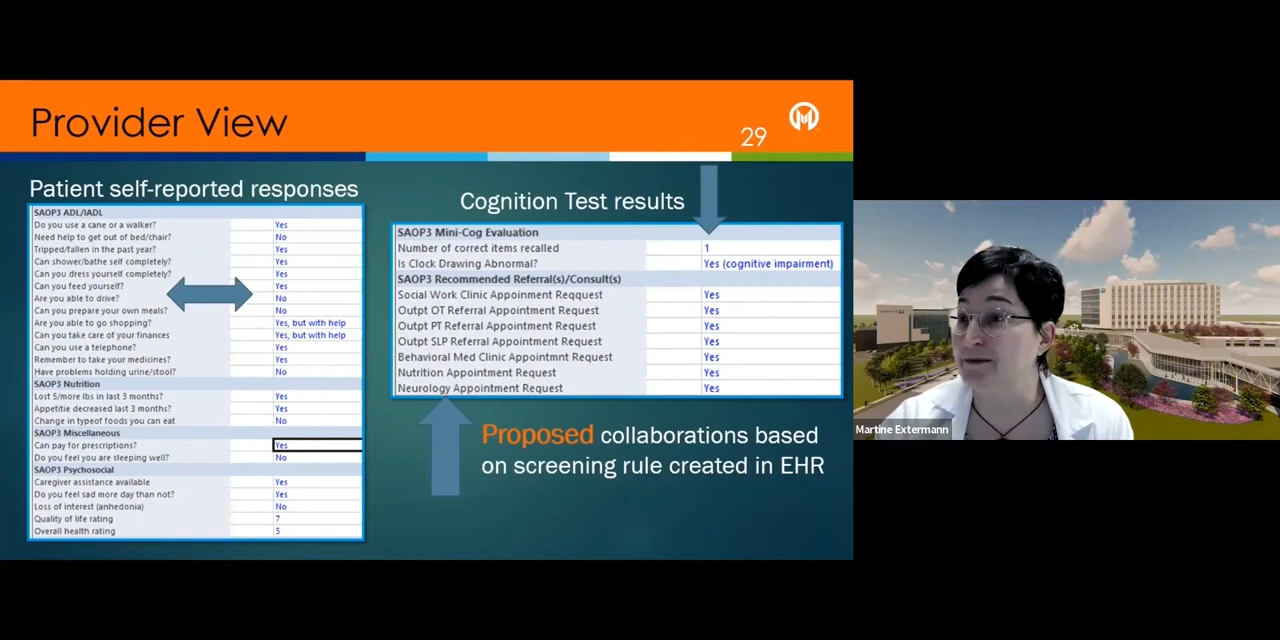 Provider View
29
Patient self-reported responses
SAOP3 ADL/IADL
Do you use a cane or a walker? Yes
Need help to get out of bed/chair? No
Tripped/fallen in the past year? Yes
Can shower/bathe self completely? Yes
Can you dress yourself completely? Yes
Can you feed yourself? Yes
Are you able to drive? No
Can you prepare your own meals? No
Are you able to go shopping? Yes, but with help
Can you take care of your finances Yes, but with help
Can you use a telephone? Yes
Remember to take your medicines? Yes
Have problems holding urine/stool? No
SAOP3 Nutrition
Lost 5/more lbs in last 3 months? Yes
Appetitie decreased last 3 months? Yes
Change in typeof foods you can eat No
SAOP3 Miscellaneous
Can pay for prescriptions? Yes
Do you feel you are sleeping well? No
SAOP3 Psychosocial
Caregiver assistance available Yes
Do you feel sad more day than not? Yes
Loss of interest (anhedonia) No
Quality of life rating 7
Overall health rating 5
Cognition Test results
SAOP3 Mini-Cog Evaluation
Number of correct items recalled 1
Is Clock Drawing Abnormal? Yes (cognitive impairment)
SAOP3 Recommended Referral(s)/Consult(s)
Social Work Clinic Appoinment Reqquest Yes
Outpt OT Referral Appointment Request Yes
Outpt PT Referral Appointment Request Yes
Outpt SLP Referral Appointment Request Yes
Behavioral Med Clinic Appointmnt Request Yes
Nutrition Appointment Request Yes
Neurology Appointment Request Yes
Proposed collaborations based
on screening rule created in EHR
Martine Extermann